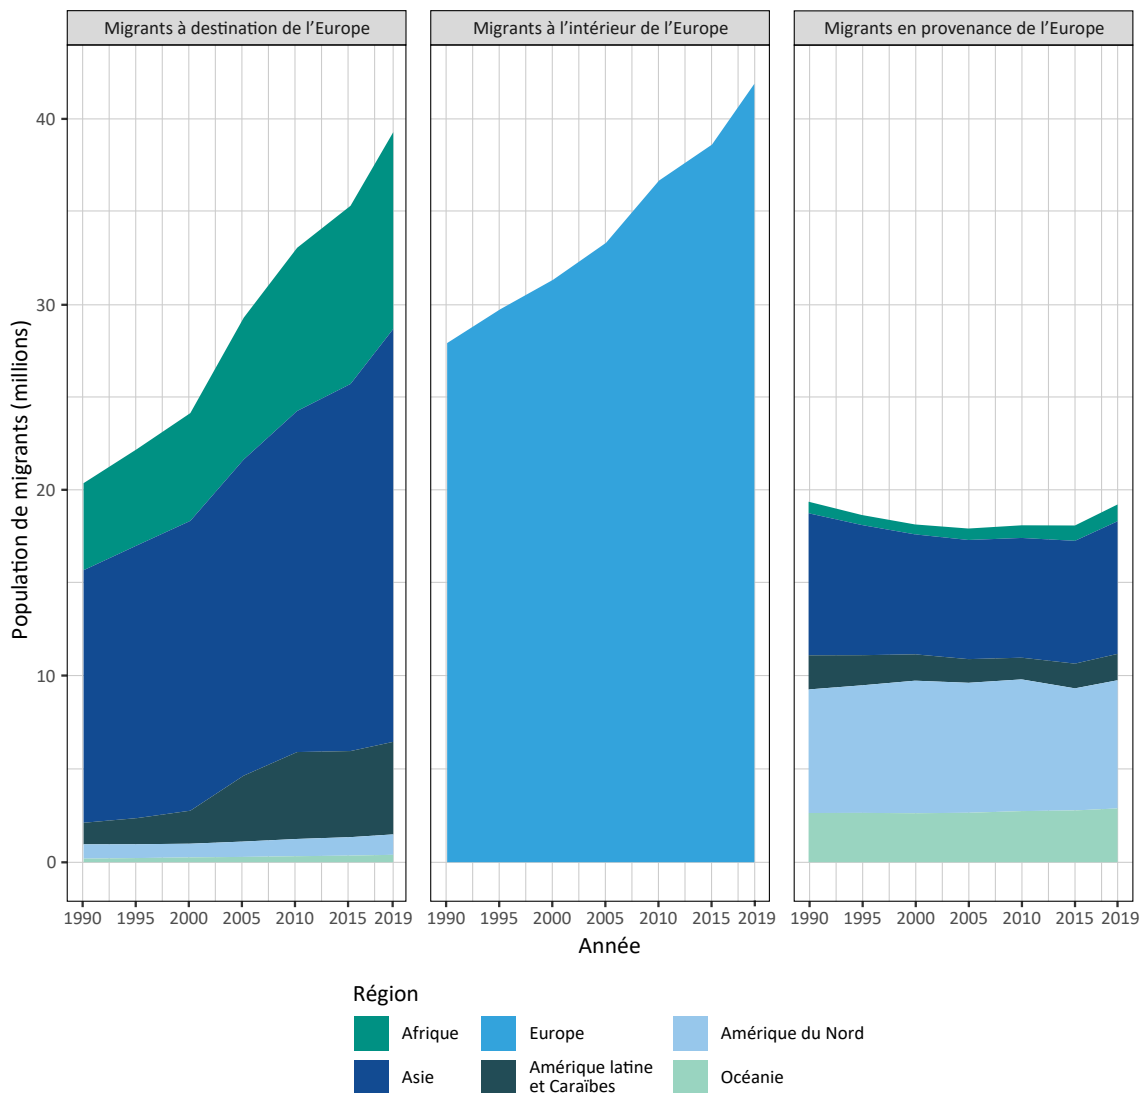 Migrants à destination de l’Europe
Migrants à l’intérieur de l’Europe
Migrants en provenance de l’Europe
Population de migrants (millions)
40
30
20
10
0
1990 1995 2000 2005 2010 2015 2019
1990 1995 2000 2005 2010 2015 2019
1990 1995 2000 2005 2010 2015 2019
Année
Région
Afrique
Europe
Amérique du Nord
Asie
Amérique latine
et Caraïbes
Océanie